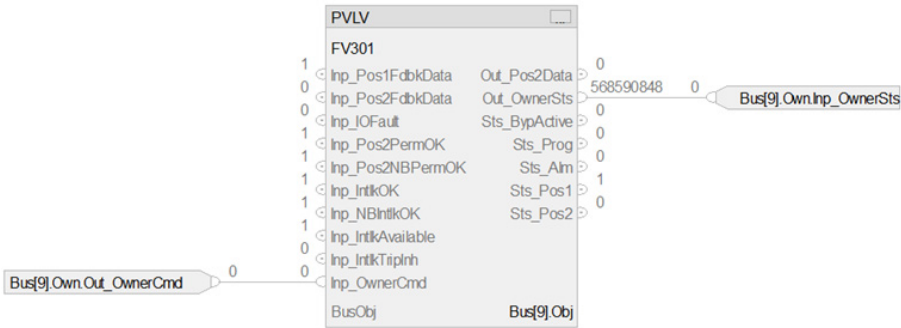 PVLV ...
FV301
1 Inp_Pos1FdbkData Out_Pos2Data 0
0 Inp_Pos2FdbkData Out_OwnerSts 568590848 0 Bus[9].Own.Inp_OwnerSts
0 Inp_IOFault Sts_BypActive 0
1 Inp_Pos2PermOK Sts_Prog 0
1 Inp_Pos2NBPermOK Sts_Alm 0
1 Inp_IntlkOK Sts_Pos1 1
1 Inp_NBIntlkOK Sts_Pos2 0
1 Inp_IntlkAvailable
0 Inp_IntlkTripInh
Bus[9].Own.Out_OwnerCmd 0 0 Inp_OwnerCmd
BusObj Bus[9].Obj